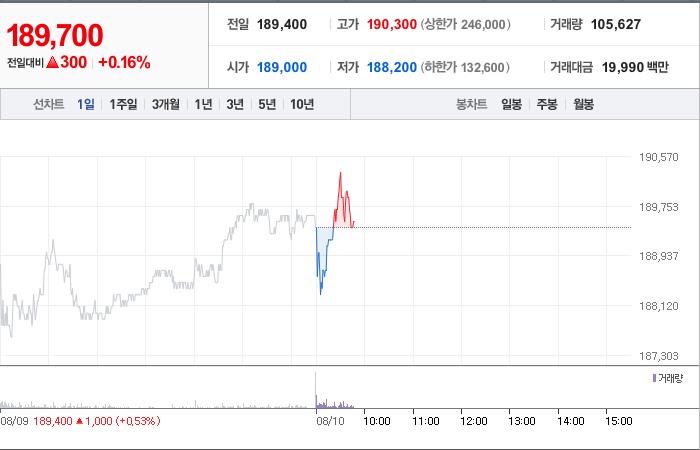 189,700
전일대비 ▲300 +0.16%
전일 189,400 고가 190,300 (상한가 246,000) 거래량 105,627
시가 189,000 저가 188,200 (하한가 132,600) 거래대금 19,990 백만
선차트 1일 1주일 3개월 1년 3년 5년 10년 봉차트 일봉 주봉 월봉
190,570
189,753
188,937
188,120
187,303
거래량
08/09 189,400 ▲1,000 (+0,53%) 08/10 10:00 11:00 12:00 13:00 14:00 15:00